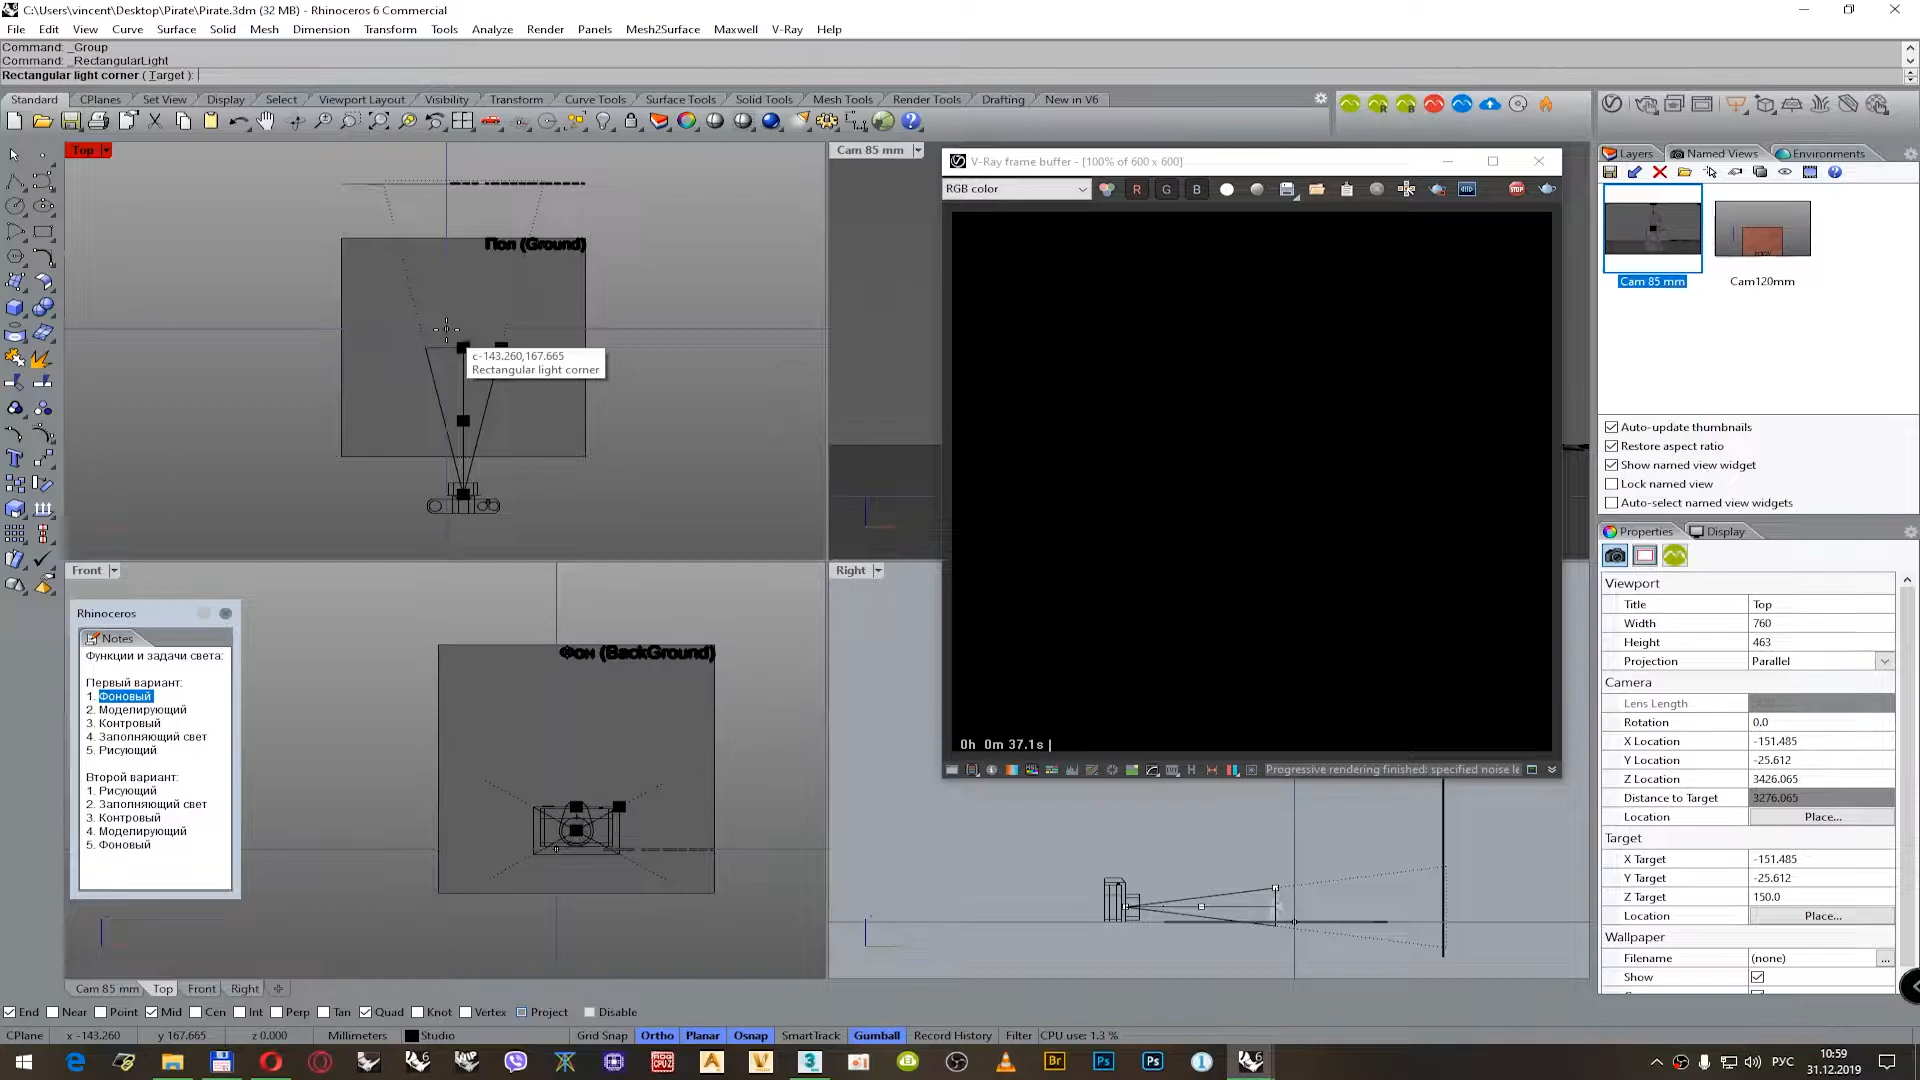 C:\Users\vincent\Desktop\Pirate\Pirate.3dm (32 MB) - Rhinoceros 6 Commercial
File Edit View Curve Surface Solid Mesh Dimension Transform Tools Analyze Render Panels Mesh2Surface Maxwell V-Ray Help
Command: _Group
Command: _RectangularLight
Rectangular light corner ( Target ):
Standard CPlanes Set View Display Select Viewport Layout Visibility Transform Curve Tools Surface Tools Solid Tools Mesh Tools Render Tools Drafting New in V6
Top
Пол (Ground)
c-143.260,167.665
Rectangular light corner
Cam 85 mm
V-Ray frame buffer - [100% of 600 x 600]
RGB color
R G B
STOP
0h 0m 37.1s |
Progressive rendering finished: specified noise le
Layers Named Views Environments
Cam 85 mm
Cam120mm
Auto-update thumbnails
Restore aspect ratio
Show named view widget
Lock named view
Auto-select named view widgets
Properties Display
Viewport
Title Top
Width 760
Height 463
Projection Parallel
Camera
Lens Length
Rotation 0.0
X Location -151.485
Y Location -25.612
Z Location 3426.065
Distance to Target 3276.065
Location Place...
Target
X Target -151.485
Y Target -25.612
Z Target 150.0
Location Place...
Wallpaper
Filename (none) ...
Show
Front
Фон (BackGround)
Rhinoceros
Notes
Функции и задачи света:
Первый вариант:
1. Фоновый
2. Моделирующий
3. Контровый
4. Заполняющий свет
5. Рисующий
Второй вариант:
1. Рисующий
2. Заполняющий свет
3. Контровый
4. Моделирующий
5. Фоновый
Right
Cam 85 mm Top Front Right
End Near Point Mid Cen Int Perp Tan Quad Knot Vertex Project Disable
CPlane x -143.260 y 167.665 z 0.000 Millimeters Studio Grid Snap Ortho Planar Osnap SmartTrack Gumball Record History Filter CPU use: 1.3 %
РУС
10:59
31.12.2019